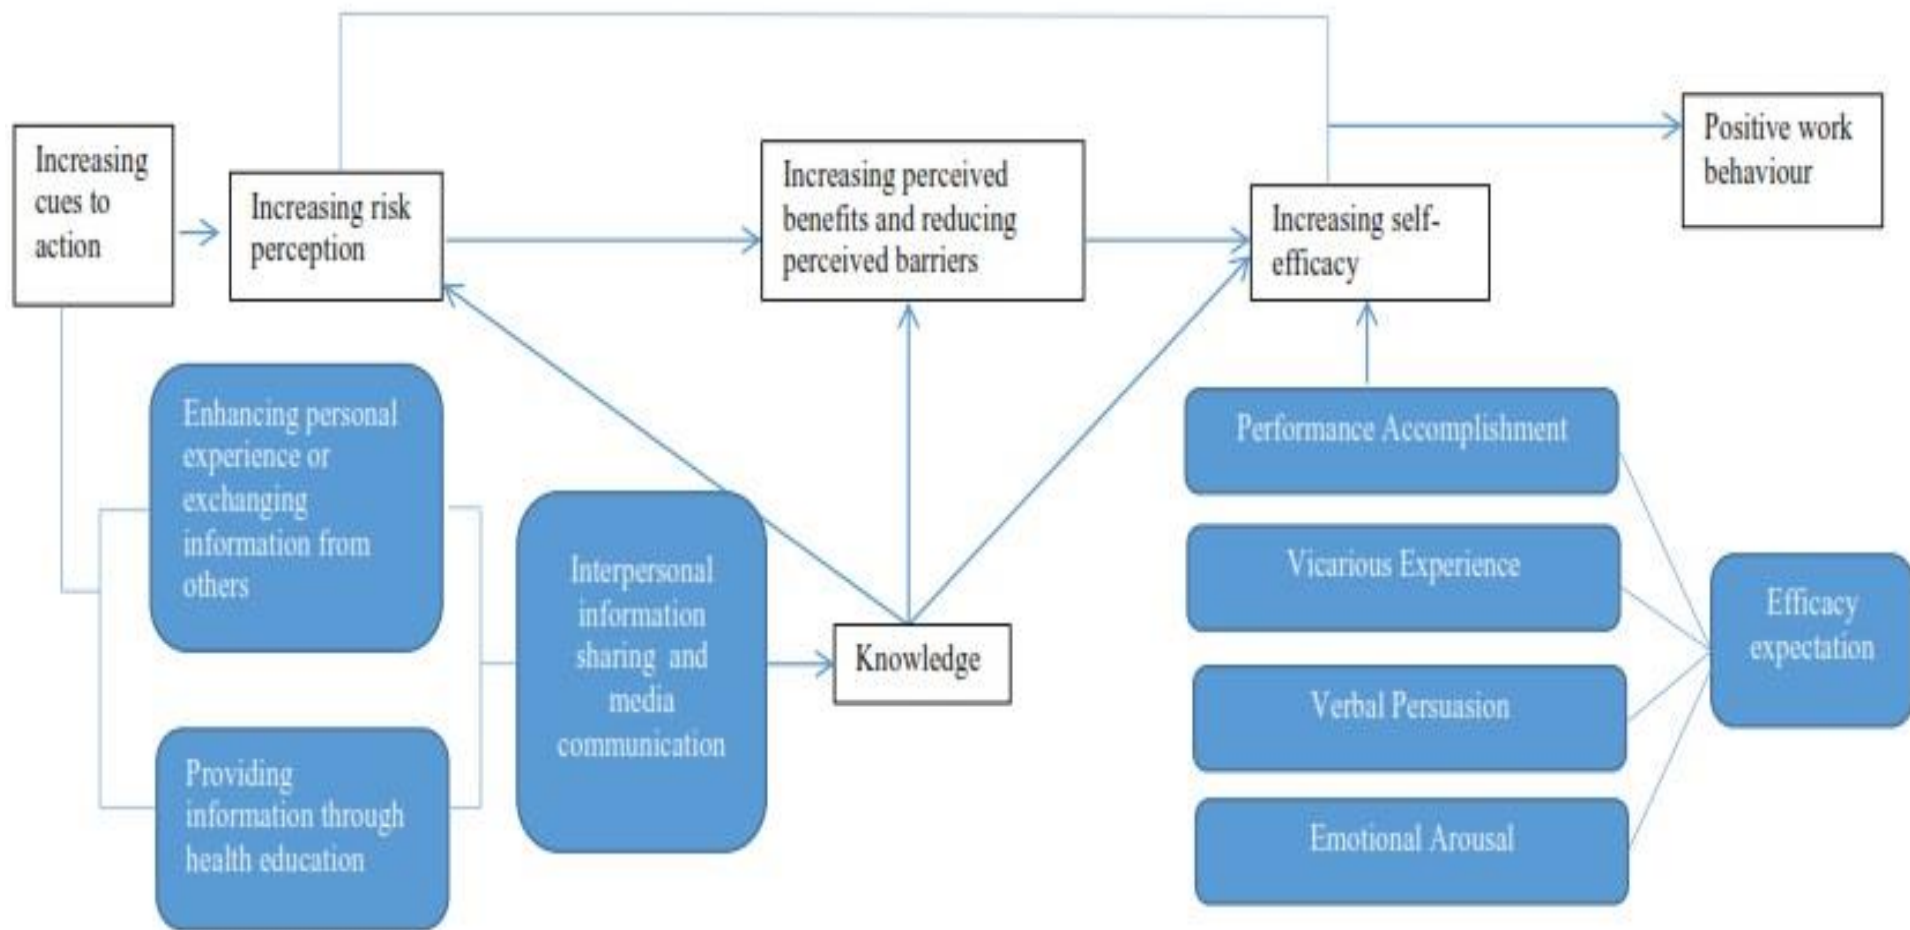 Increasing
cues to
action
Increasing risk
perception
Increasing perceived
benefits and reducing
perceived barriers
Increasing self-
efficacy
Positive work
behaviour
Enhancing personal
experience or
exchanging
information from
others
Providing
information through
health education
Interpersonal
information
sharing and
media
communication
Knowledge
Performance Accomplishment
Vicarious Experience
Verbal Persuasion
Emotional Arousal
Efficacy
expectation